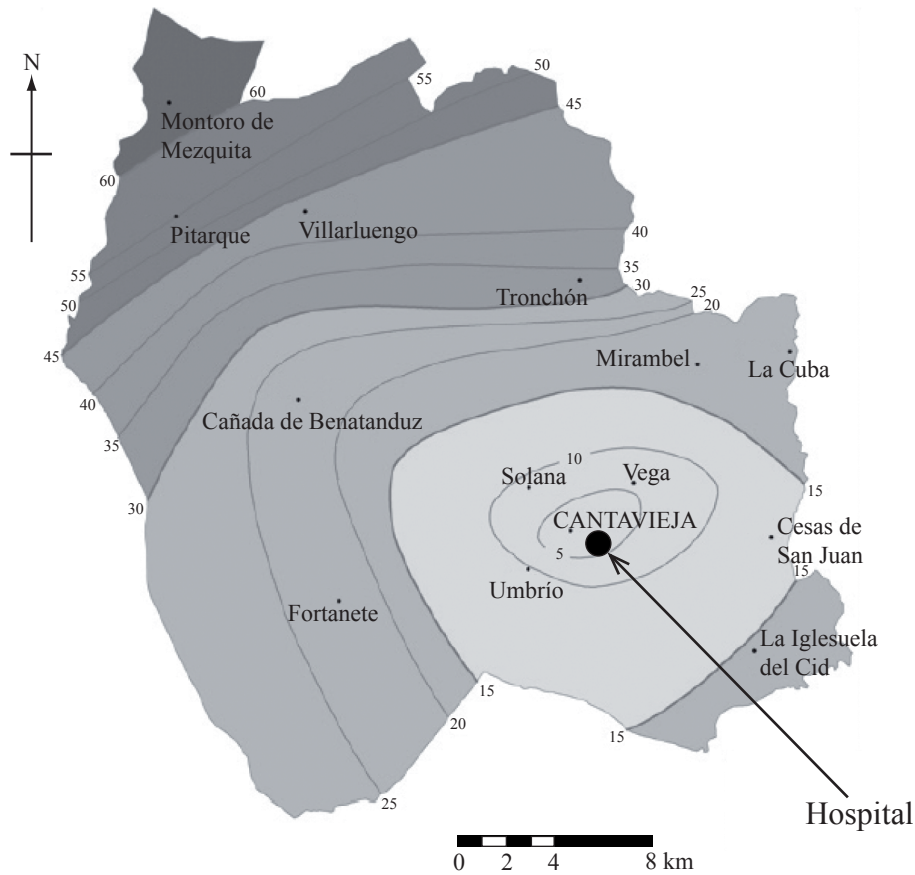 N
60
55
50
45
Montoro de
Mezquita
60
Pitarque
Villarluengo
40
55
35
50
Tronchón
30
25
20
45
Mirambel
La Cuba
40
Cañada de Benatanduz
35
10
Solana
Vega
15
30
CANTAVIEJA
Cesas de
San Juan
5
15
Umbrío
Fortanete
La Iglesuela
del Cid
15
20
15
25
Hospital
0 2 4 8 km